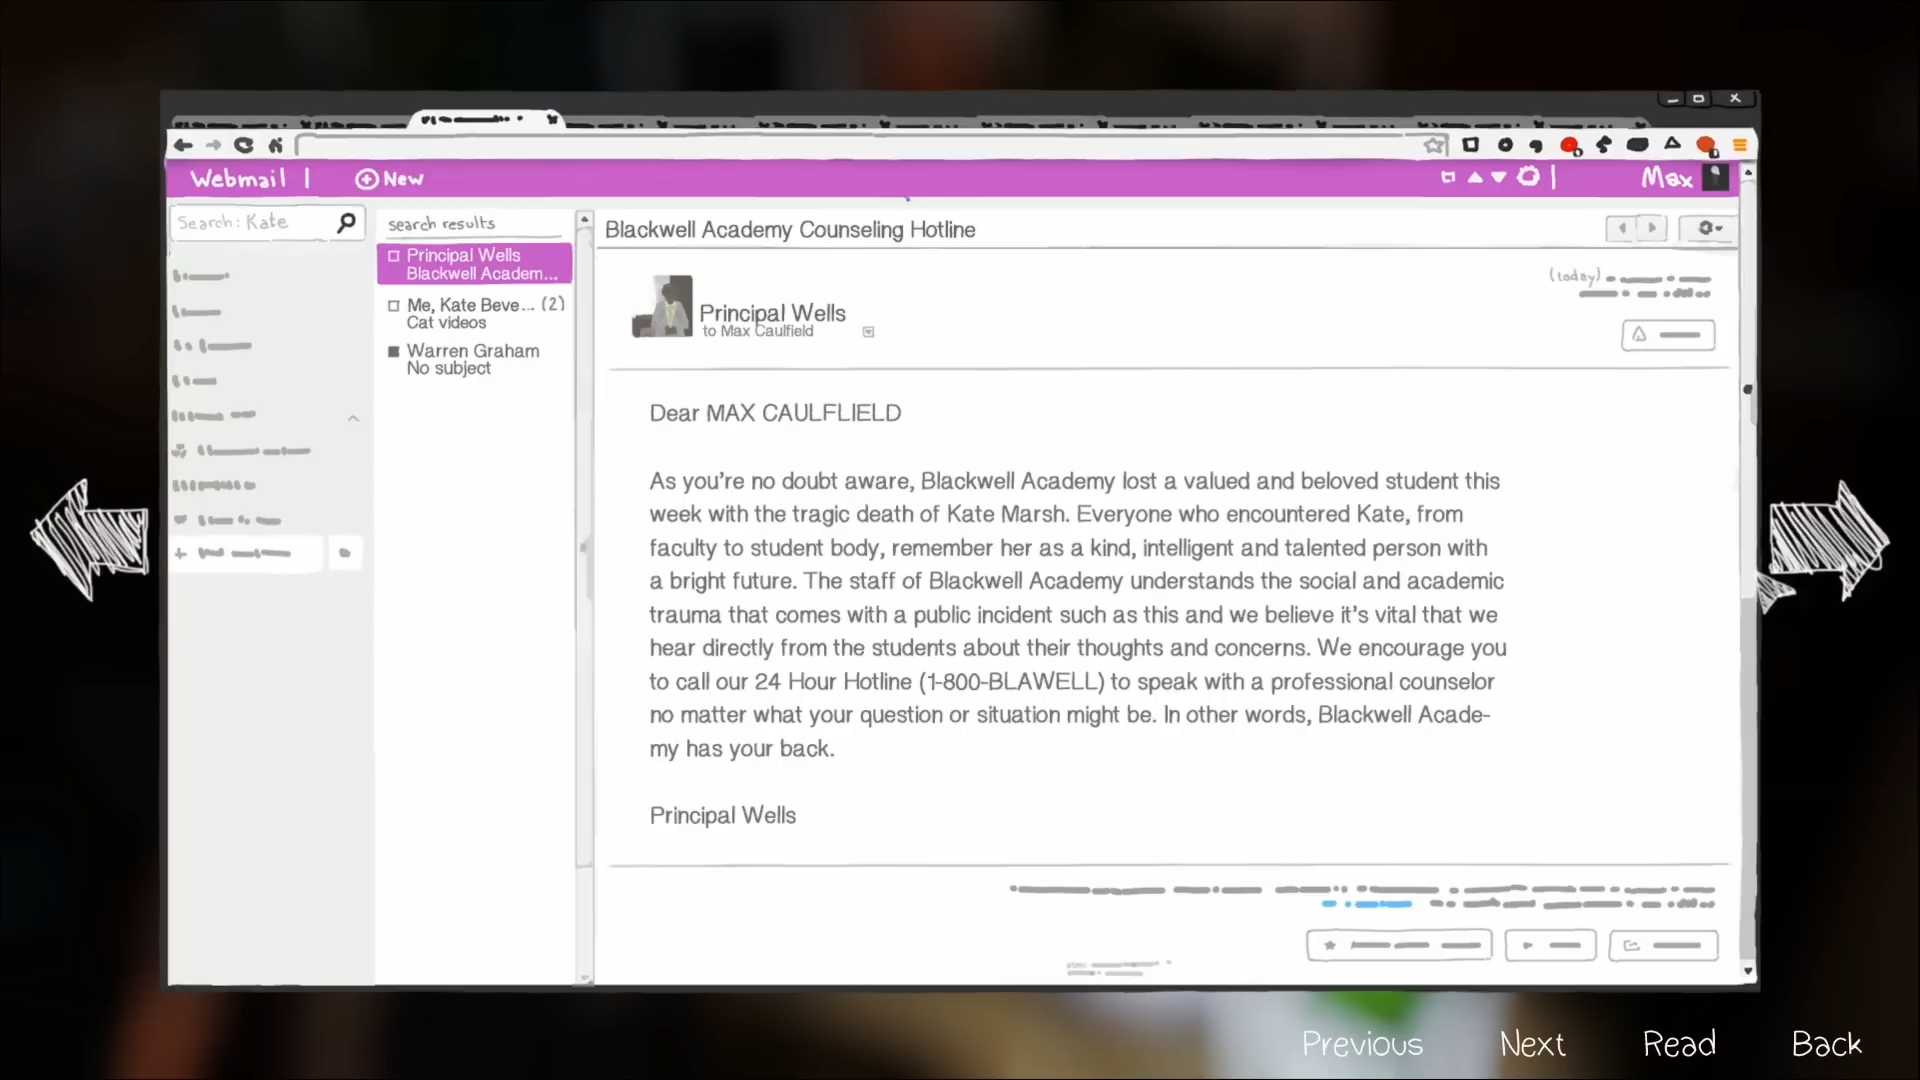 Webmail | New
Max
Search: Kate
search results
Principal Wells
Blackwell Academ...
Me, Kate Beve... (2)
Cat videos
Warren Graham
No subject
Blackwell Academy Counseling Hotline
(today)
Principal Wells
to Max Caulfield
Dear MAX CAULFLIELD
As you’re no doubt aware, Blackwell Academy lost a valued and beloved student this
week with the tragic death of Kate Marsh. Everyone who encountered Kate, from
faculty to student body, remember her as a kind, intelligent and talented person with
a bright future. The staff of Blackwell Academy understands the social and academic
trauma that comes with a public incident such as this and we believe it’s vital that we
hear directly from the students about their thoughts and concerns. We encourage you
to call our 24 Hour Hotline (1-800-BLAWELL) to speak with a professional counselor
no matter what your question or situation might be. In other words, Blackwell Acade-
my has your back.
Principal Wells
Previous Next Read Back